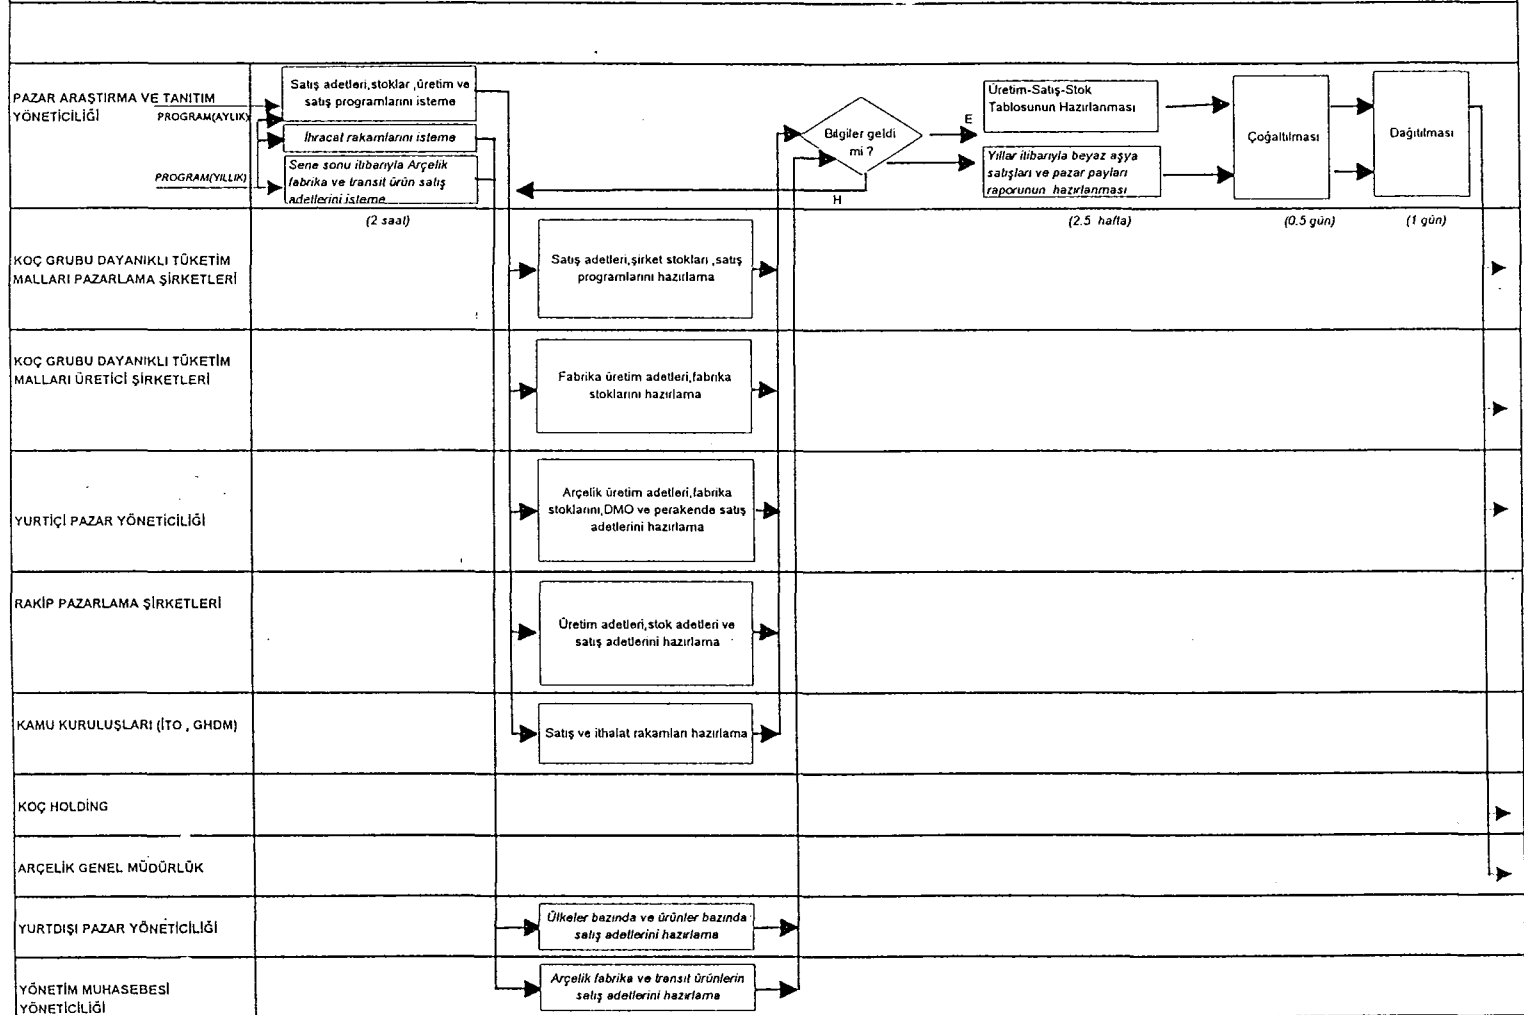 PAZAR ARAŞTIRMA VE TANITIM
YÖNETİCİLİĞİ
PROGRAM(AYLIK)
PROGRAM(YILLIK)
Satış adetleri,stoklar ,üretim ve
satış programlarını isteme
İhracat rakamlarını isteme
Sene sonu itibarıyla Arçelik
fabrika ve transit ürün satış
adetlerini isteme
(2 saat)
Bilgiler geldi
mi ?
E
H
Üretim-Satış-Stok
Tablosunun Hazırlanması
Yıllar itibarıyla beyaz aşya
satışları ve pazar payları
raporunun hazırlanması
(2.5 hafta)
Çoğaltılması
(0.5 gün)
Dağıtılması
(1 gün)
KOÇ GRUBU DAYANIKLI TÜKETİM
MALLARI PAZARLAMA ŞİRKETLERİ
Satış adetleri,şirket stokları ,satış
programlarını hazırlama
KOÇ GRUBU DAYANIKLI TÜKETİM
MALLARI ÜRETİCİ ŞİRKETLERİ
Fabrika üretim adetleri,fabrika
stoklarını hazırlama
YURTİÇİ PAZAR YÖNETİCİLİĞİ
Arçelik üretim adetleri,fabrika
stoklarını,DMO ve perakende satış
adetlerini hazırlama
RAKİP PAZARLAMA ŞİRKETLERİ
Üretim adetleri,stok adetleri ve
satış adetlerini hazırlama
KAMU KURULUŞLARI (İTO , GHDM)
Satış ve ithalat rakamları hazırlama
KOÇ HOLDİNG
ARÇELİK GENEL MÜDÜRLÜK
YURTDIŞI PAZAR YÖNETİCİLİĞİ
Ülkeler bazında ve ürünler bazında
satış adetlerini hazırlama
YÖNETİM MUHASEBESİ
YÖNETİCİLİĞİ
Arçelik fabrika ve transit ürünlerin
satış adetlerini hazırlama